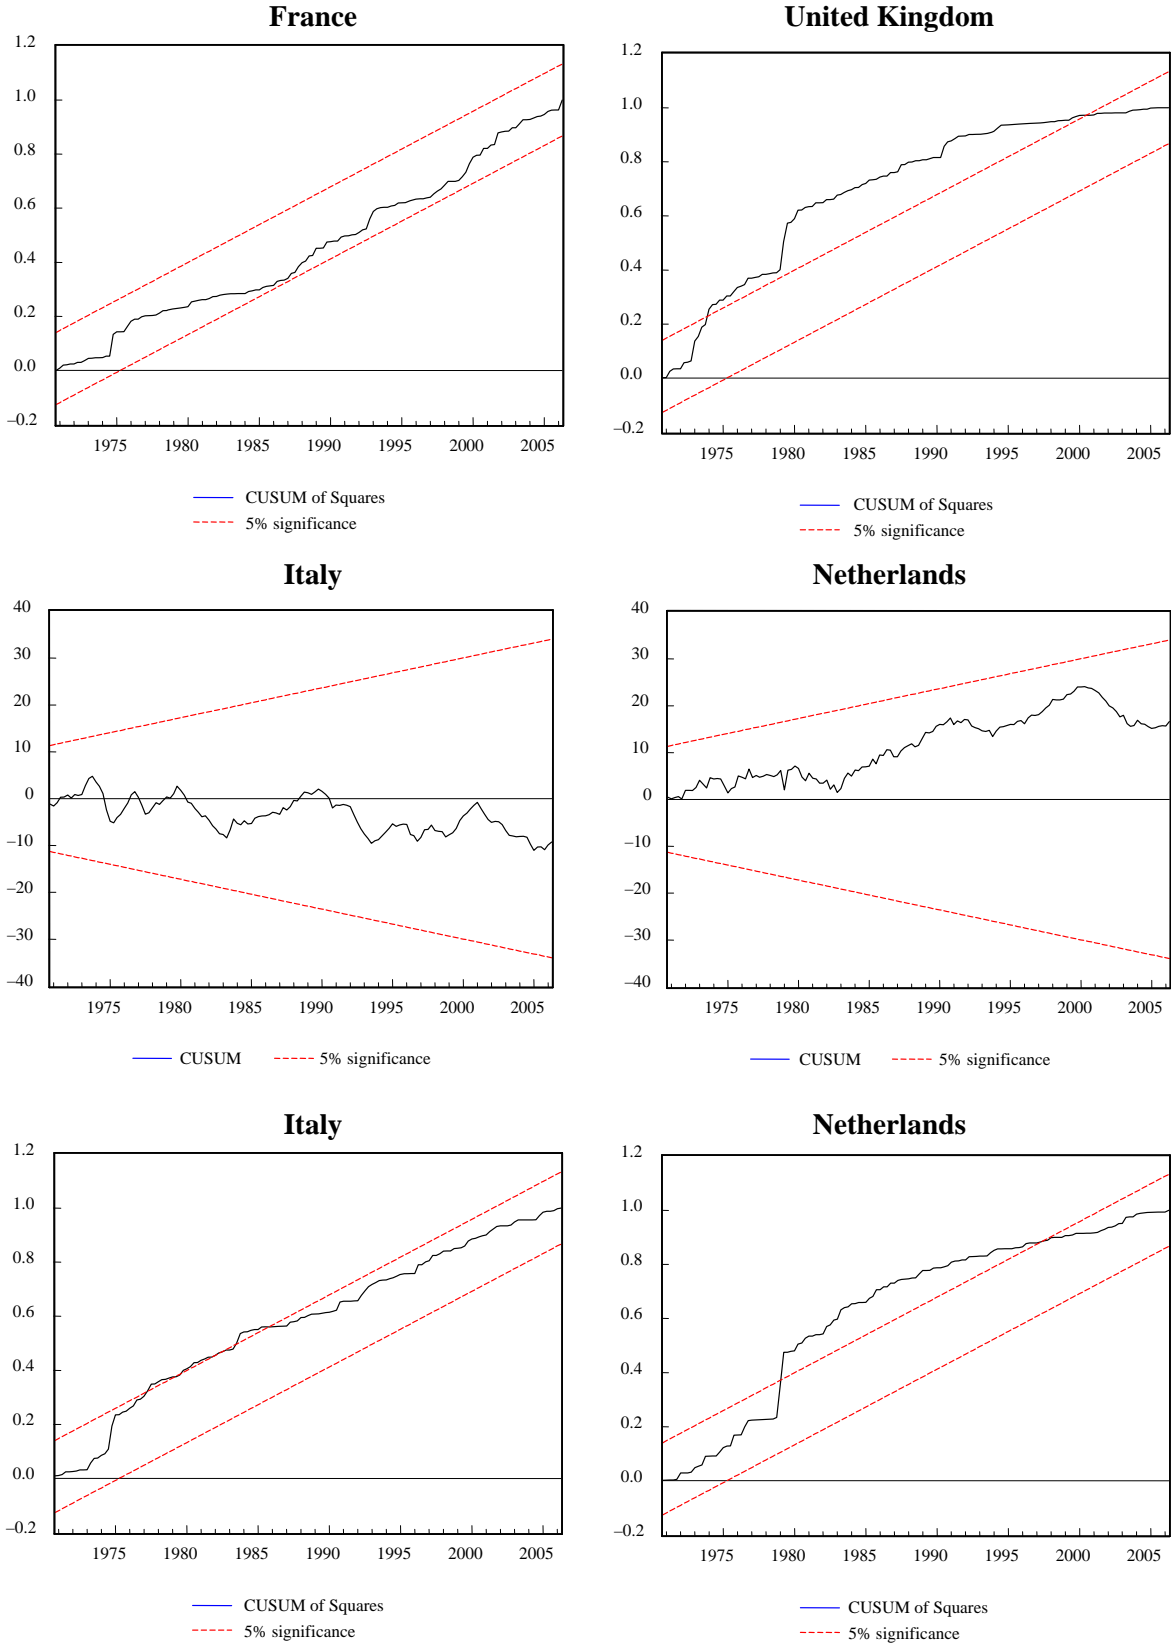 France
1.2
1.0
0.8
0.6
0.4
0.2
0.0
–0.2
1975 1980 1985 1990 1995 2000 2005
CUSUM of Squares
5% significance
United Kingdom
1.2
1.0
0.8
0.6
0.4
0.2
0.0
–0.2
1975 1980 1985 1990 1995 2000 2005
CUSUM of Squares
5% significance
Italy
40
30
20
10
0
–10
–20
–30
–40
1975 1980 1985 1990 1995 2000 2005
CUSUM 5% significance
Netherlands
40
30
20
10
0
–10
–20
–30
–40
1975 1980 1985 1990 1995 2000 2005
CUSUM 5% significance
Italy
1.2
1.0
0.8
0.6
0.4
0.2
0.0
–0.2
1975 1980 1985 1990 1995 2000 2005
CUSUM of Squares
5% significance
Netherlands
1.2
1.0
0.8
0.6
0.4
0.2
0.0
–0.2
1975 1980 1985 1990 1995 2000 2005
CUSUM of Squares
5% significance